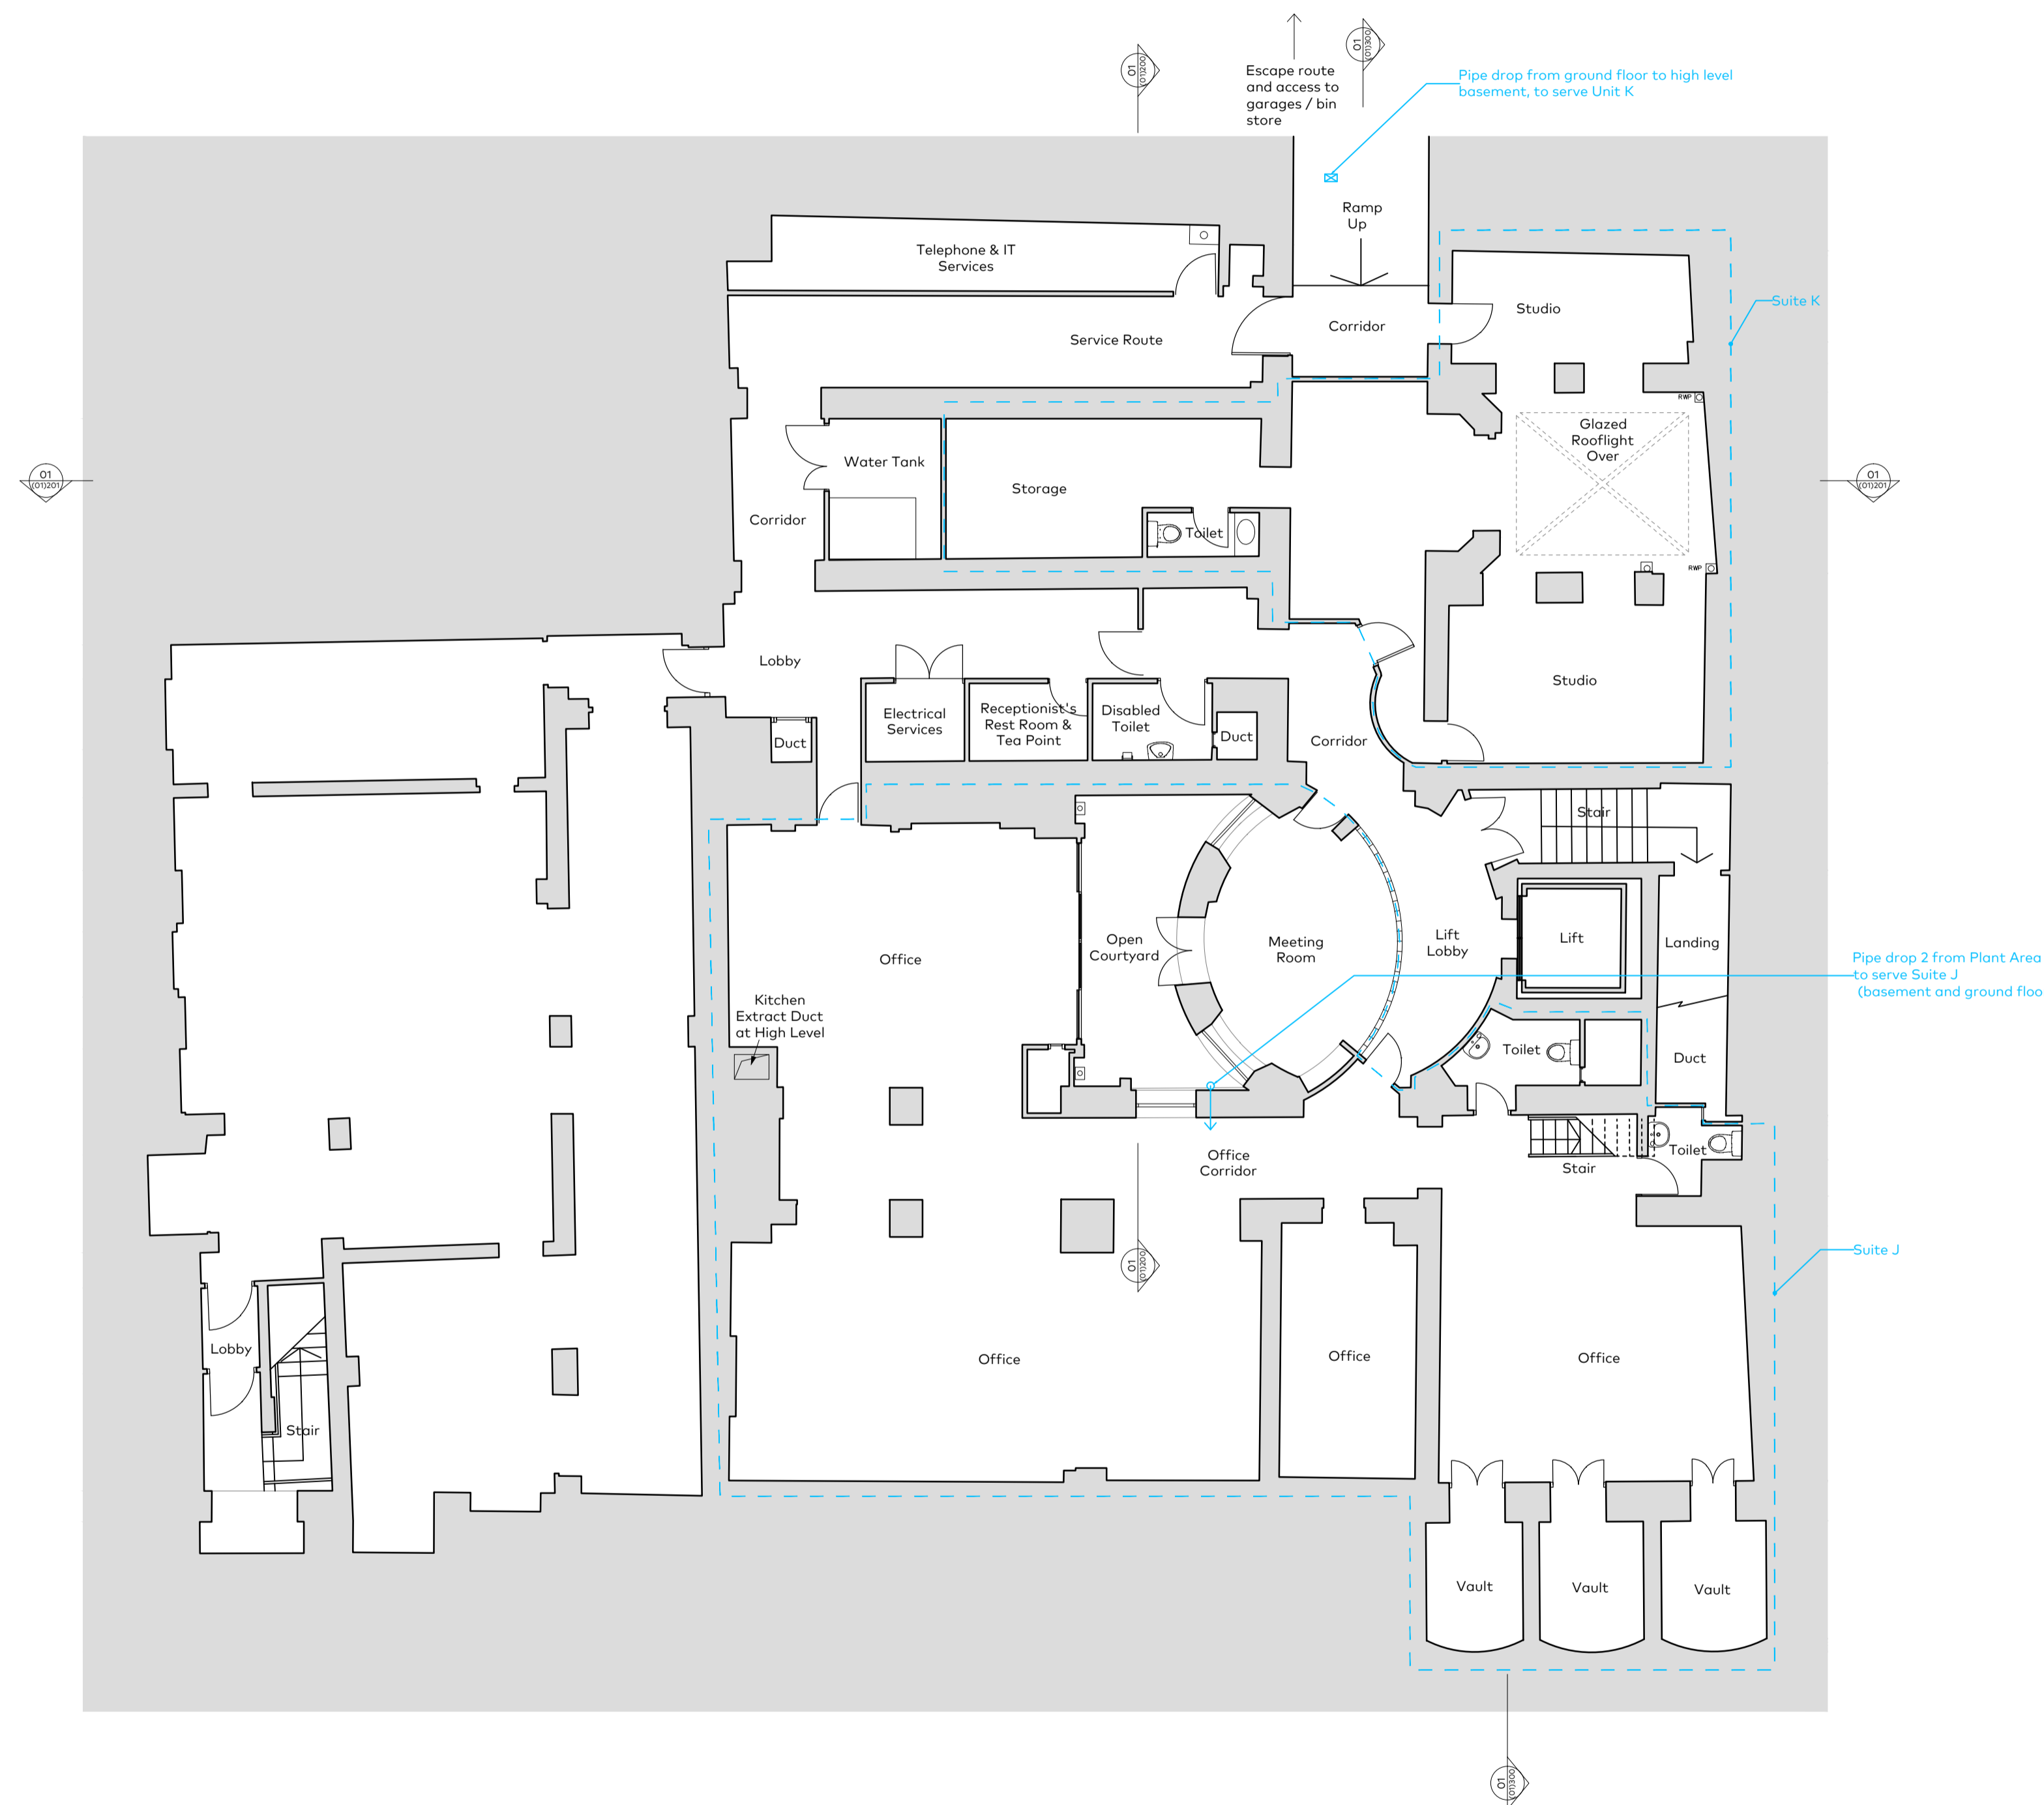 01
(01)300
01
(01)200
Escape route
and access to
garages / bin
store
Pipe drop from ground floor to high level
basement, to serve Unit K
Ramp
Up
Telephone & IT
Services
Suite K
Studio
Corridor
Service Route
RWP
Glazed
Rooflight
Over
Water Tank
01
(01)201
01
(01)201
Storage
Corridor
Toilet
RWP
Lobby
Studio
Electrical
Services
Receptionist's
Rest Room &
Tea Point
Disabled
Toilet
Duct
Duct
Corridor
Stair
Open
Courtyard
Meeting
Room
Lift
Lobby
Lift
Landing
Office
Pipe drop 2 from Plant Area
to serve Suite J
(basement and ground floo
Kitchen
Extract Duct
at High Level
Toilet
Duct
Office
Corridor
Stair
Toilet
01
(01)200
Suite J
Lobby
Office
Office
Office
Stair
Vault
Vault
Vault
01
(01)300